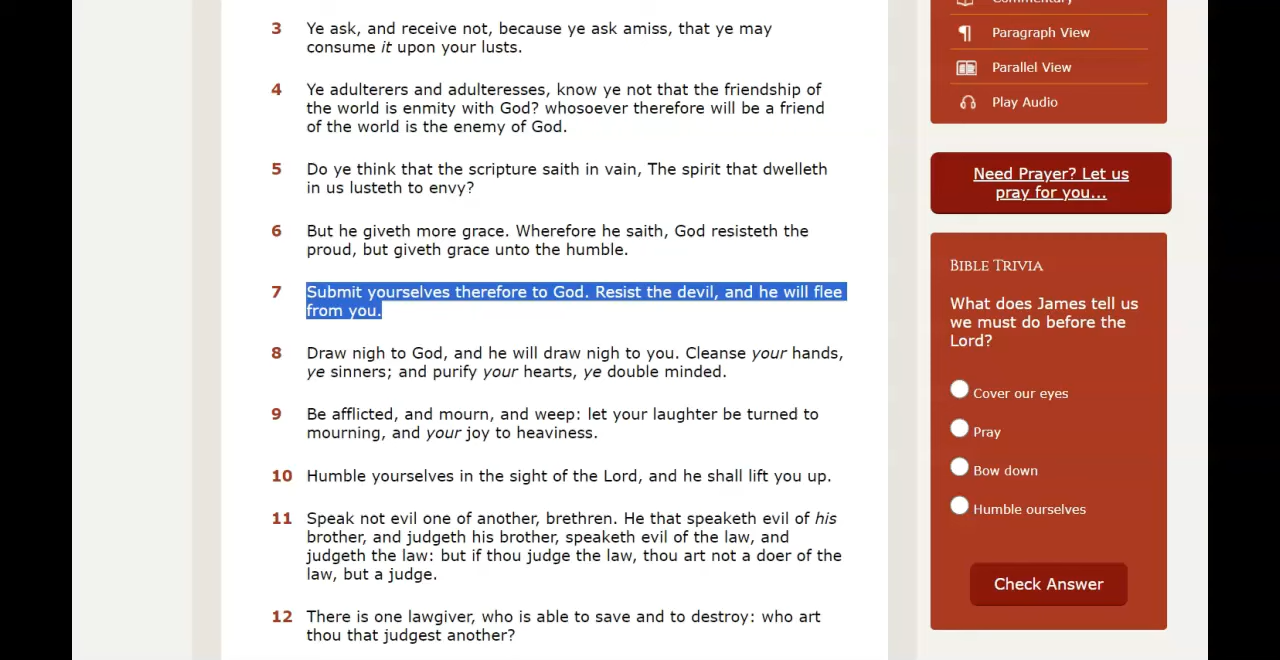 3 Ye ask, and receive not, because ye ask amiss, that ye may
consume it upon your lusts.
4 Ye adulterers and adulteresses, know ye not that the friendship of
the world is enmity with God? whosoever therefore will be a friend
of the world is the enemy of God.
5 Do ye think that the scripture saith in vain, The spirit that dwelleth
in us lusteth to envy?
6 But he giveth more grace. Wherefore he saith, God resisteth the
proud, but giveth grace unto the humble.
7 Submit yourselves therefore to God. Resist the devil, and he will flee
from you.
8 Draw nigh to God, and he will draw nigh to you. Cleanse your hands,
ye sinners; and purify your hearts, ye double minded.
9 Be afflicted, and mourn, and weep: let your laughter be turned to
mourning, and your joy to heaviness.
10 Humble yourselves in the sight of the Lord, and he shall lift you up.
11 Speak not evil one of another, brethren. He that speaketh evil of his
brother, and judgeth his brother, speaketh evil of the law, and
judgeth the law: but if thou judge the law, thou art not a doer of the
law, but a judge.
12 There is one lawgiver, who is able to save and to destroy: who art
thou that judgest another?
Commentary
¶ Paragraph View
Parallel View
Play Audio
Need Prayer? Let us
pray for you...
Bible Trivia
What does James tell us
we must do before the
Lord?
Cover our eyes
Pray
Bow down
Humble ourselves
Check Answer